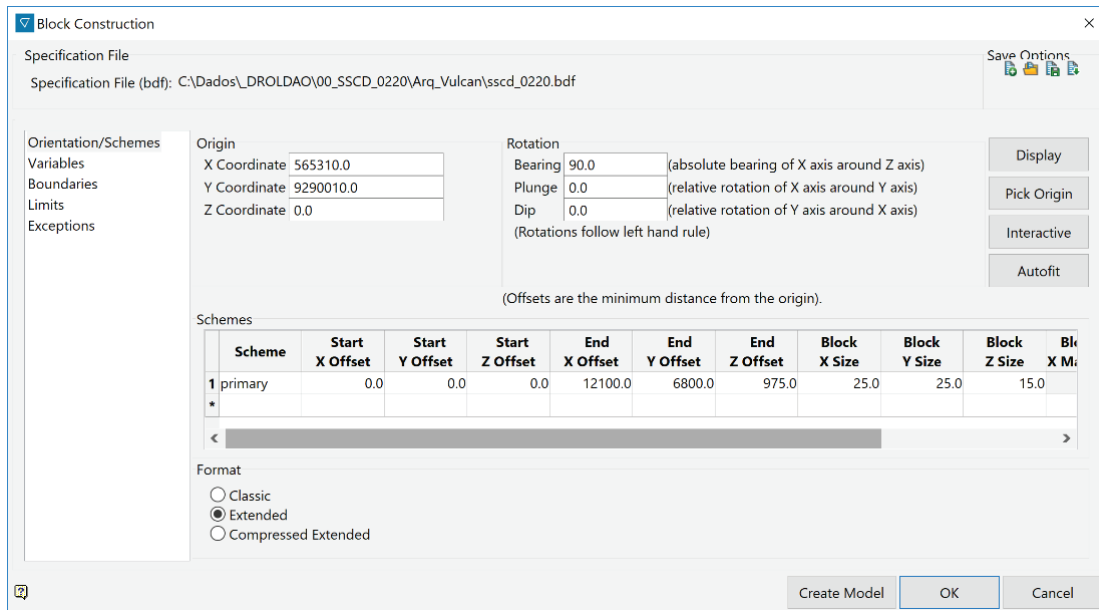 Block Construction
Specification File
Save Options
Specification File (bdf): C:\Dados\_DROLDAO\00_SSCD_0220\Arq_Vulcan\sscd_0220.bdf
Orientation/Schemes
Variables
Boundaries
Limits
Exceptions
Origin
X Coordinate 565310.0
Y Coordinate 9290010.0
Z Coordinate 0.0
Rotation
Bearing 90.0 (absolute bearing of X axis around Z axis)
Plunge 0.0 (relative rotation of X axis around Y axis)
Dip 0.0 (relative rotation of Y axis around X axis)
(Rotations follow left hand rule)
Display
Pick Origin
Interactive
Autofit
(Offsets are the minimum distance from the origin).
Schemes
Scheme Start X Offset Start Y Offset Start Z Offset End X Offset End Y Offset End Z Offset Block X Size Block Y Size Block Z Size
1 primary 0.0 0.0 0.0 12100.0 6800.0 975.0 25.0 25.0 15.0
*
Format
Classic
Extended
Compressed Extended
Create Model OK Cancel